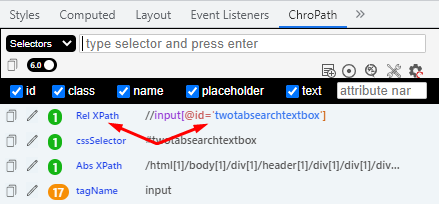 Styles Computed Layout Event Listeners ChroPath
Selectors type selector and press enter
6.0
id class name placeholder text attribute nar
1 Rel XPath //input[@id='twotabsearchtextbox']
1 cssSelector #twotabsearchtextbox
1 Abs XPath /html[1]/body[1]/div[1]/header[1]/div[1]/div[1]/div...
17 tagName input